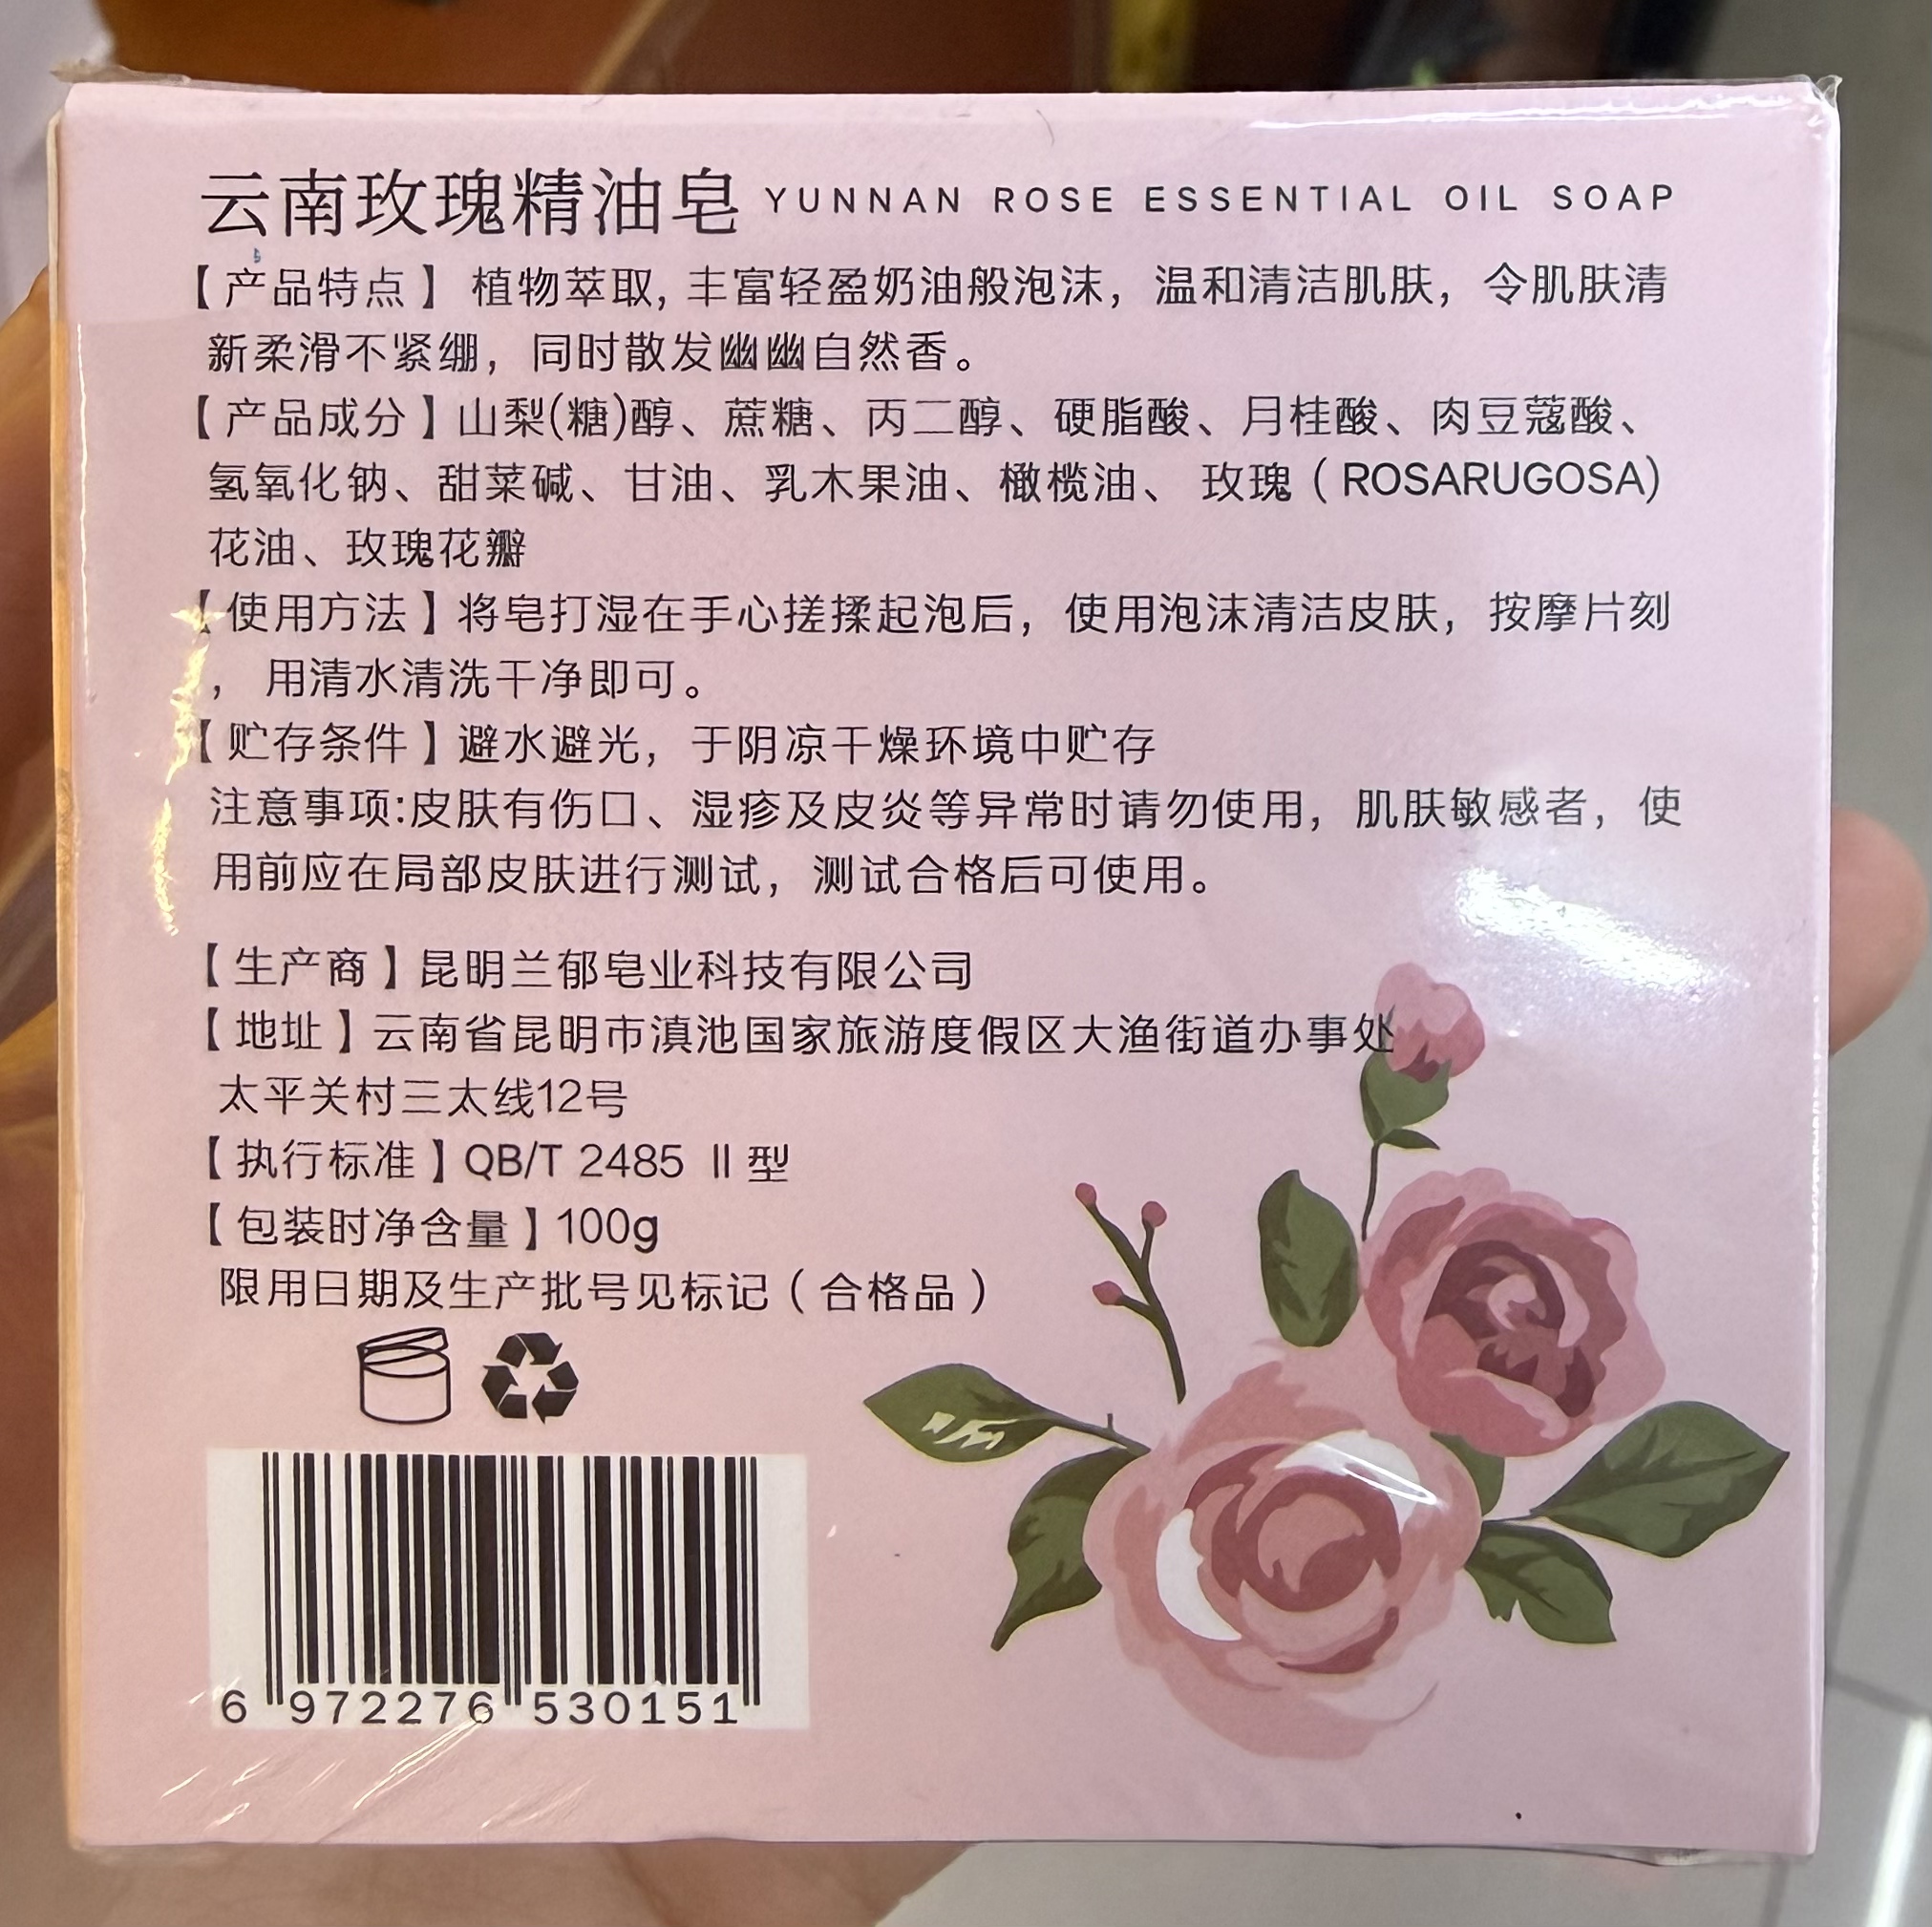 云南玫瑰精油皂 YUNNAN ROSE ESSENTIAL OIL SOAP
【产品特点】 植物萃取, 丰富轻盈奶油般泡沫，温和清洁肌肤，令肌肤清
新柔滑不紧绷，同时散发幽幽自然香。
【产品成分】山梨(糖)醇、蔗糖、丙二醇、硬脂酸、月桂酸、肉豆蔻酸、
氢氧化钠、甜菜碱、甘油、乳木果油、橄榄油、 玫瑰（ROSARUGOSA)
花油、玫瑰花瓣
【使用方法】将皂打湿在手心搓揉起泡后，使用泡沫清洁皮肤，按摩片刻
， 用清水清洗干净即可。
【贮存条件】避水避光，于阴凉干燥环境中贮存
注意事项:皮肤有伤口、湿疹及皮炎等异常时请勿使用，肌肤敏感者，使
用前应在局部皮肤进行测试，测试合格后可使用。
【生产商】昆明兰郁皂业科技有限公司
【地址】云南省昆明市滇池国家旅游度假区大渔街道办事处
太平关村三太线12号
【执行标准】QB/T 2485 Ⅱ型
【包装时净含量】100g
限用日期及生产批号见标记（合格品）
6 972276 530151